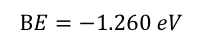 BE = −1.260 eV